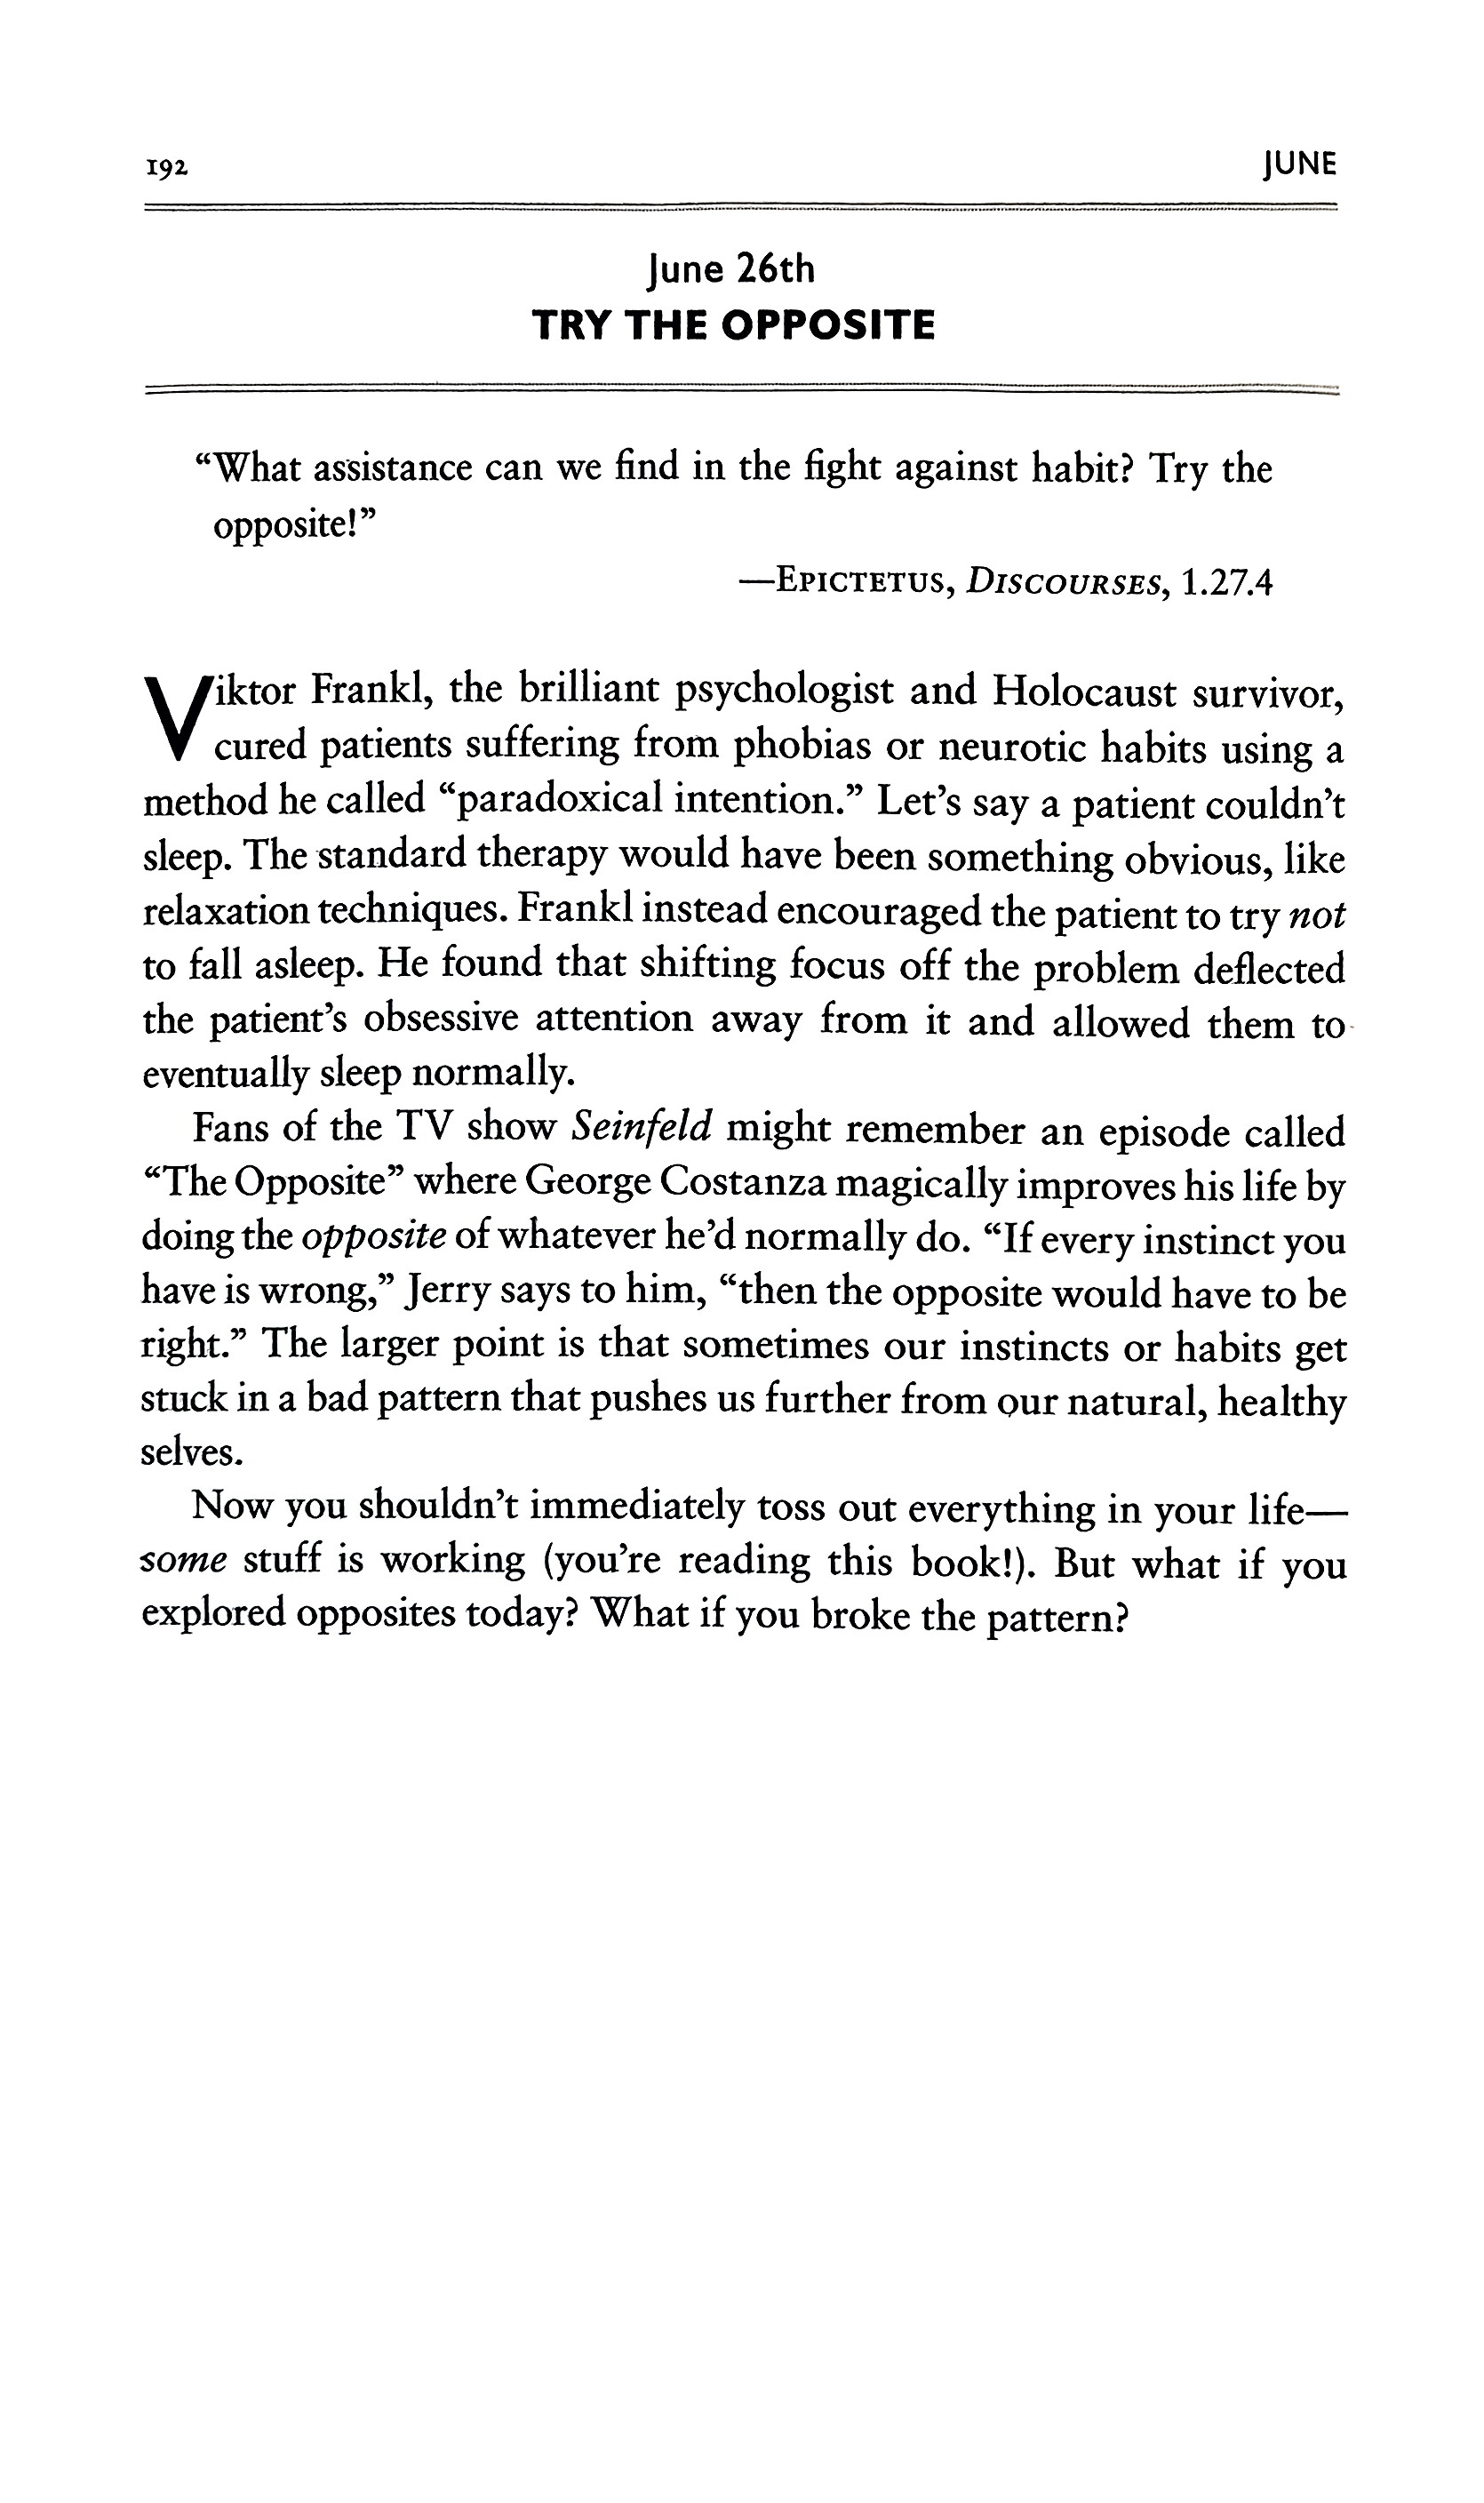 192
JUNE
June 26th
TRY THE OPPOSITE
“What assistance can we find in the fight against habit? Try the
opposite!”
—Epictetus, Discourses, 1.27.4
Viktor Frankl, the brilliant psychologist and Holocaust survivor,
cured patients suffering from phobias or neurotic habits using a
method he called “paradoxical intention.” Let’s say a patient couldn’t
sleep. The standard therapy would have been something obvious, like
relaxation techniques. Frankl instead encouraged the patient to try not
to fall asleep. He found that shifting focus off the problem deflected
the patient’s obsessive attention away from it and allowed them to
eventually sleep normally.
Fans of the TV show Seinfeld might remember an episode called
“The Opposite” where George Costanza magically improves his life by
doing the opposite of whatever he’d normally do. “If every instinct you
have is wrong,” Jerry says to him, “then the opposite would have to be
right.” The larger point is that sometimes our instincts or habits get
stuck in a bad pattern that pushes us further from our natural, healthy
selves.
Now you shouldn’t immediately toss out everything in your life—
some stuff is working (you’re reading this book!). But what if you
explored opposites today? What if you broke the pattern?